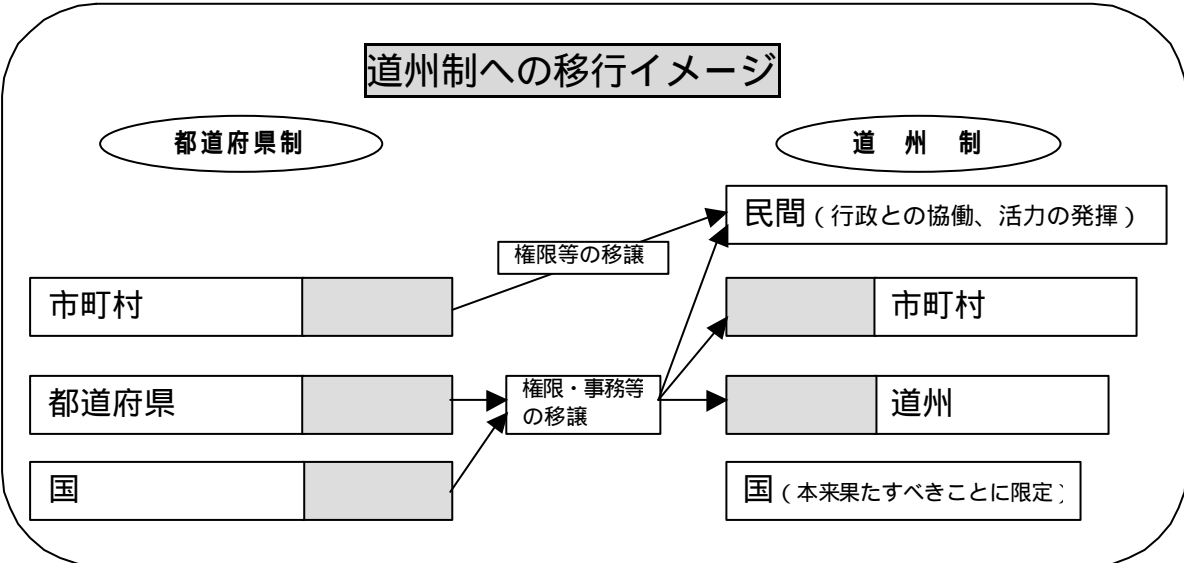 道州制への移行イメージ
都道府県制
道 州 制
民間（行政との協働、活力の発揮）
権限等の移譲
市町村
市町村
都道府県
権限・事務等
の移譲
道州
国
国（本来果たすべきことに限定）